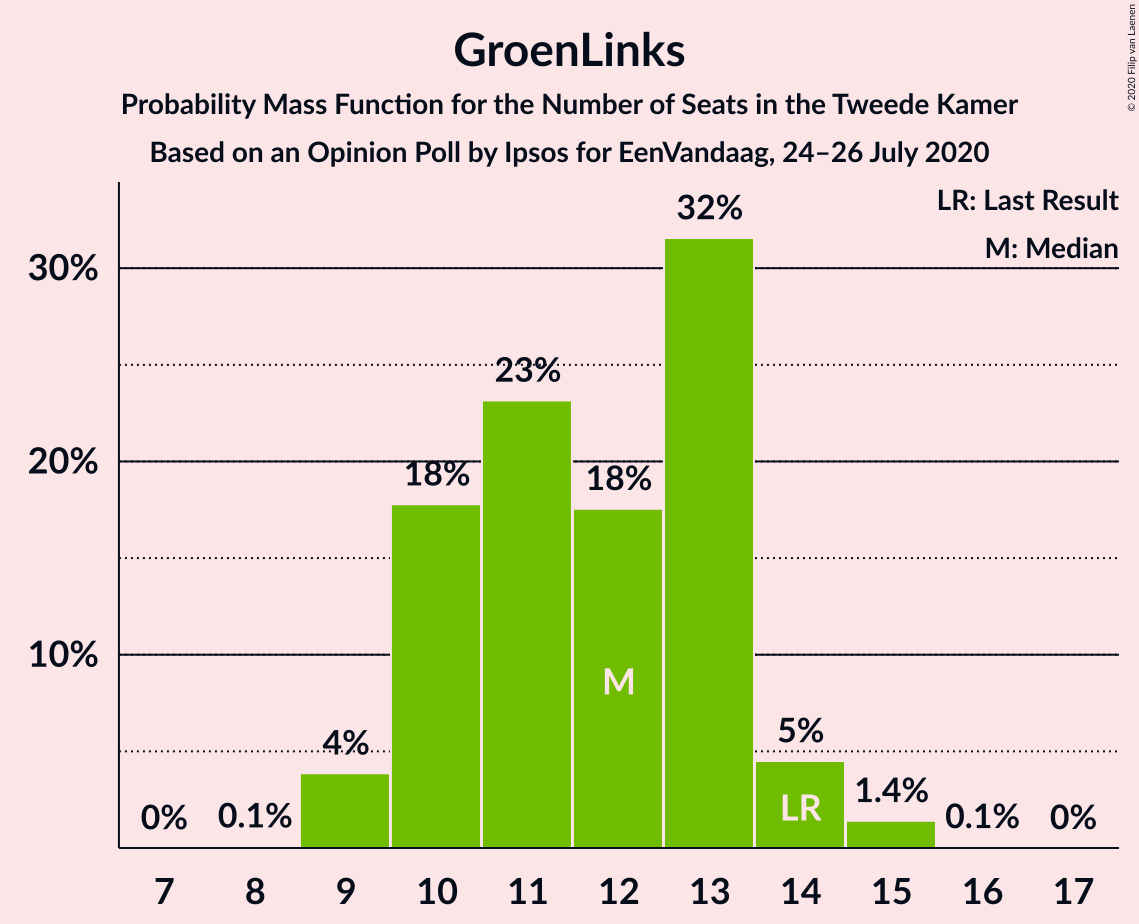 GroenLinks
Probability Mass Function for the Number of Seats in the Tweede Kamer
Based on an Opinion Poll by Ipsos for EenVandaag, 24–26 July 2020
© 2020 Filip van Laenen
LR: Last Result
M: Median
30%
20%
10%
0%
0.1%
4%
18%
23%
18%
32%
5%
1.4%
0.1%
0%
M
LR
7 8 9 10 11 12 13 14 15 16 17